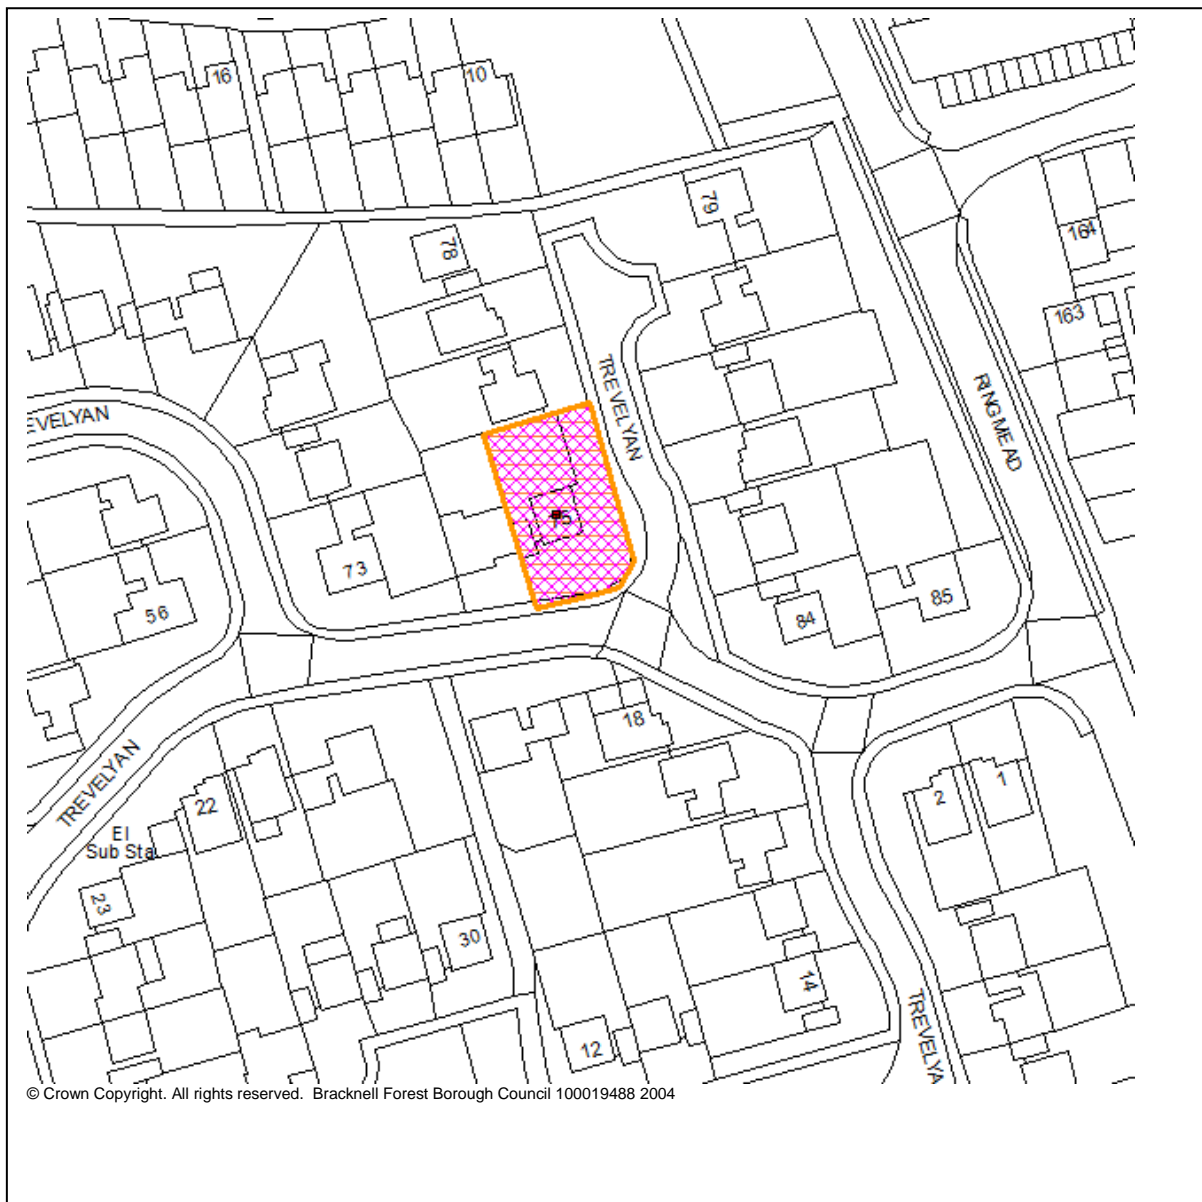 16
10
79
78
164
163
TREVELYAN
RINGMEAD
EVELYAN
75
73
56
84
85
18
TREVELYAN
22
El
Sub Sta
23
2
1
30
14
12
TREVELYA
© Crown Copyright. All rights reserved. Bracknell Forest Borough Council 100019488 2004